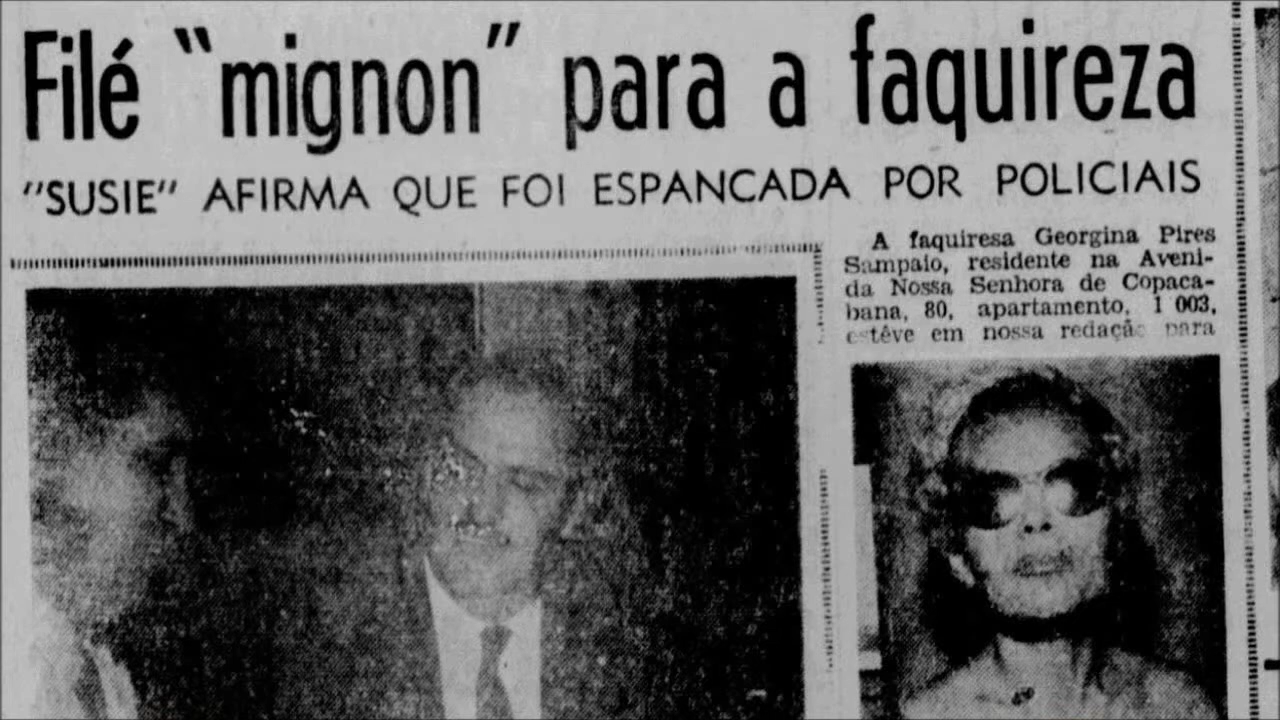 Filé "mignon" para a faquireza
"SUSIE" AFIRMA QUE FOI ESPANCADA POR POLICIAIS
A faquiresa Georgina Pires
Sampaio, residente na Aveni-
da Nossa Senhora de Copaca-
bana, 80, apartamento, 1 003,
estêve em nossa redação para